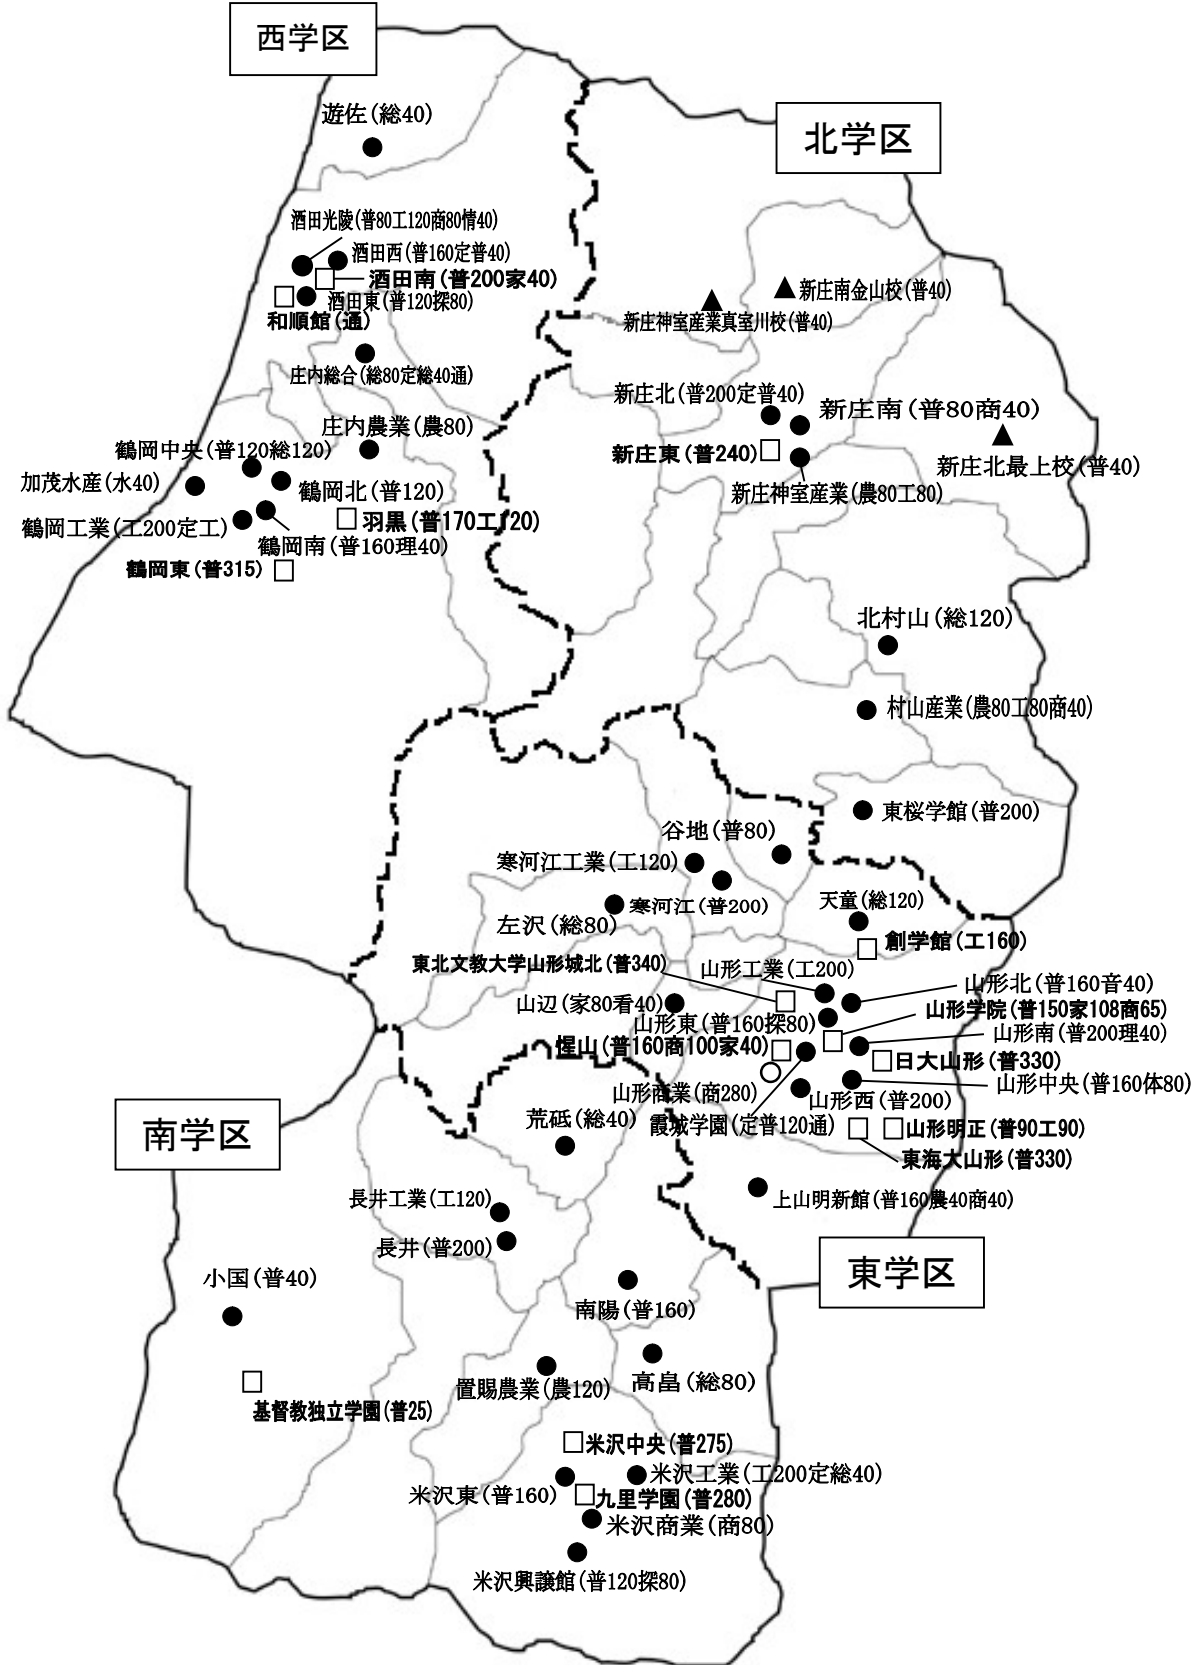 西学区
北学区
遊佐(総40)
酒田光陵(普80工120商80情40)
酒田西(普160定普40)
酒田南(普200家40)
酒田東(普120探80)
和順館(通)
新庄南金山校(普40)
新庄神室産業真室川校(普40)
庄内総合(総80定総40通)
新庄北(普200定普40)
新庄南(普80商40)
庄内農業(農80)
鶴岡中央(普120総120)
新庄東(普240)
新庄北最上校(普40)
加茂水産(水40)
鶴岡北(普120)
新庄神室産業(農80工80)
鶴岡工業(工200定工)
羽黒(普170工120)
鶴岡南(普160理40)
鶴岡東(普315)
北村山(総120)
村山産業(農80工80商40)
東桜学館(普200)
谷地(普80)
寒河江工業(工120)
寒河江(普200)
左沢(総80)
天童(総120)
創学館(工160)
東北文教大学山形城北(普340)
山形工業(工200)
山形北(普160音40)
山辺(家80看40)
山形学院(普150家108商65)
山形東(普160探80)
山形南(普200理40)
惺山(普160商100家40)
日大山形(普330)
山形中央(普160体80)
山形商業(商280)
山形西(普200)
荒砥(総40)
霞城学園(定普120通)
山形明正(普90工90)
南学区
東海大山形(普330)
長井工業(工120)
上山明新館(普160農40商40)
長井(普200)
東学区
小国(普40)
南陽(普160)
置賜農業(農120)
高畠(総80)
基督教独立学園(普25)
米沢中央(普275)
米沢工業(工200定総40)
米沢東(普160)
九里学園(普280)
米沢商業(商80)
米沢興譲館(普120探80)